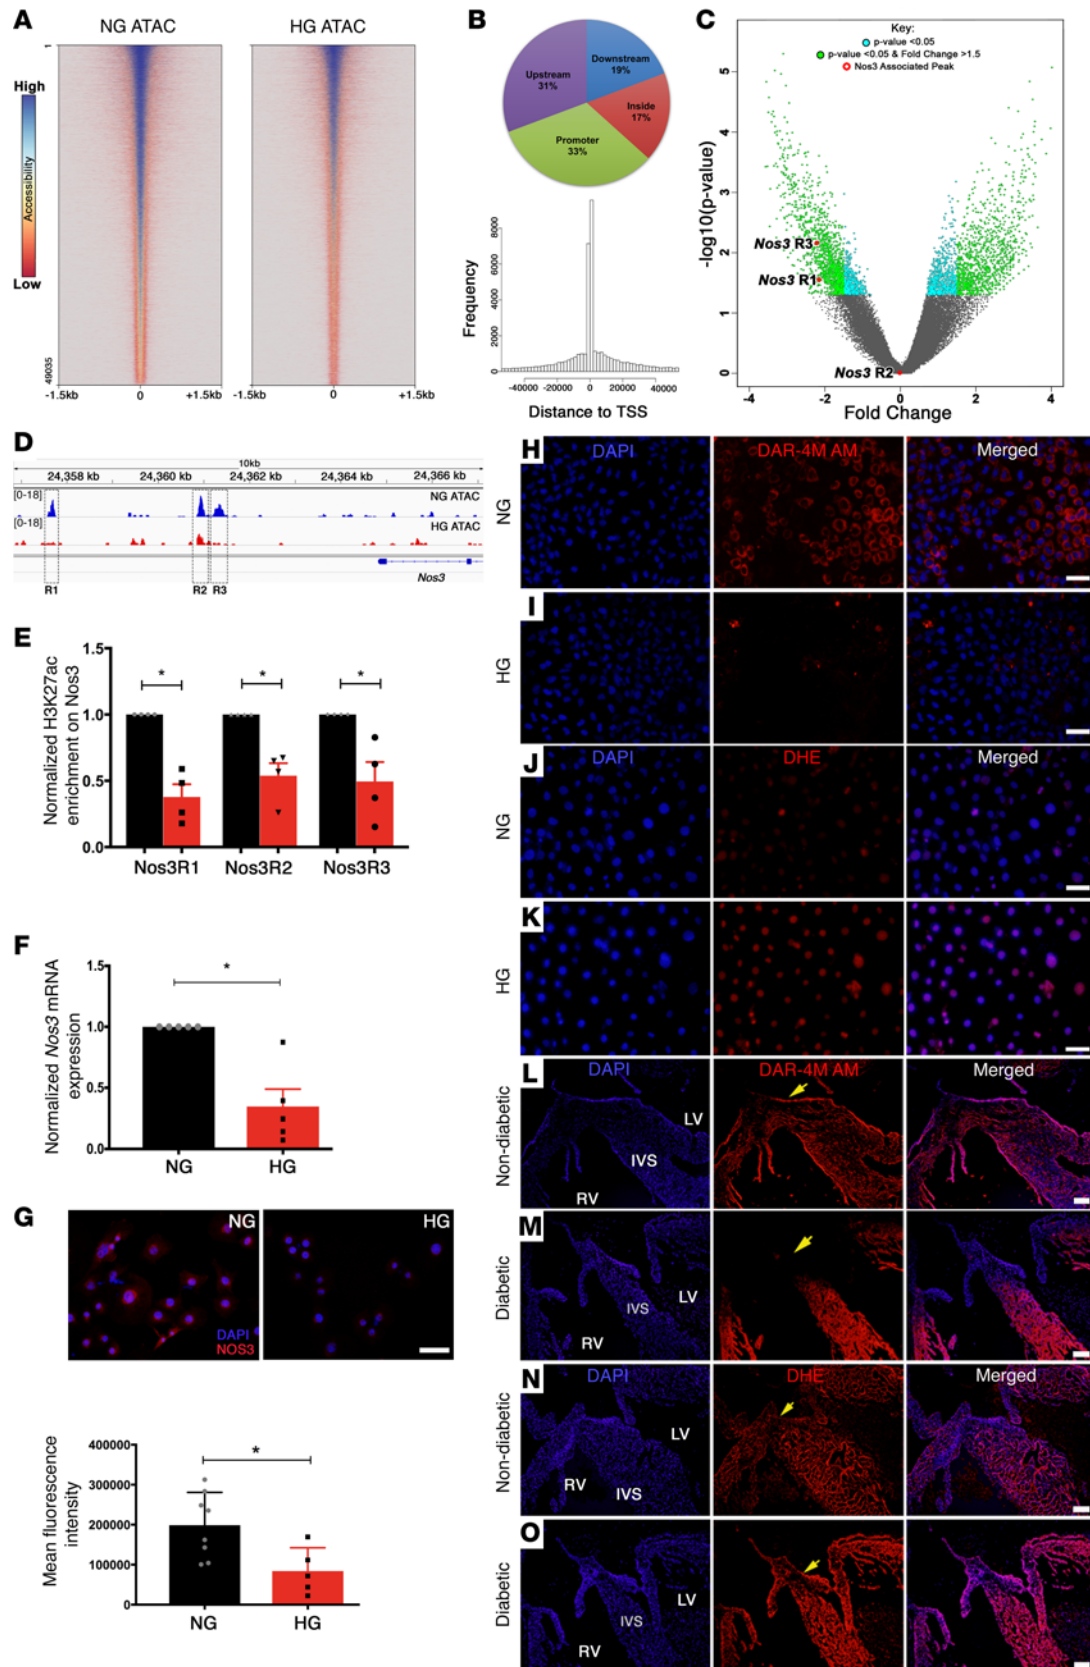 A
NG ATAC
HG ATAC
High
Accessibility
Low
1
49035
-1.5kb
0
+1.5kb
-1.5kb
0
+1.5kb
B
Upstream
31%
Downstream
19%
Inside
17%
Promoter
33%
Frequency
8000
6000
4000
2000
0
-40000
-20000
0
20000
40000
Distance to TSS
C
Key:
p-value <0.05
p-value <0.05 & Fold Change >1.5
Nos3 Associated Peak
-log10(p-value)
5
4
3
2
1
0
Nos3 R3
Nos3 R1
Nos3 R2
-4
-2
0
2
4
Fold Change
D
10kb
24,358 kb
24,360 kb
24,362 kb
24,364 kb
24,366 kb
[0-18]
NG ATAC
[0-18]
HG ATAC
Nos3
R1
R2
R3
E
Normalized H3K27ac
enrichment on Nos3
1.5
1.0
0.5
0.0
*
*
*
Nos3R1
Nos3R2
Nos3R3
F
Normalized Nos3 mRNA
expression
1.5
1.0
0.5
0.0
*
NG
HG
G
NG
DAPI
NOS3
HG
Mean fluorescence
intensity
400000
300000
200000
100000
0
*
NG
HG
H
NG
DAPI
DAR-4M AM
Merged
I
HG
J
NG
DAPI
DHE
Merged
K
HG
L
Non-diabetic
DAPI
LV
IVS
RV
DAR-4M AM
Merged
M
Diabetic
IVS
LV
RV
N
Non-diabetic
DAPI
LV
RV
IVS
DHE
Merged
O
Diabetic
IVS
LV
RV